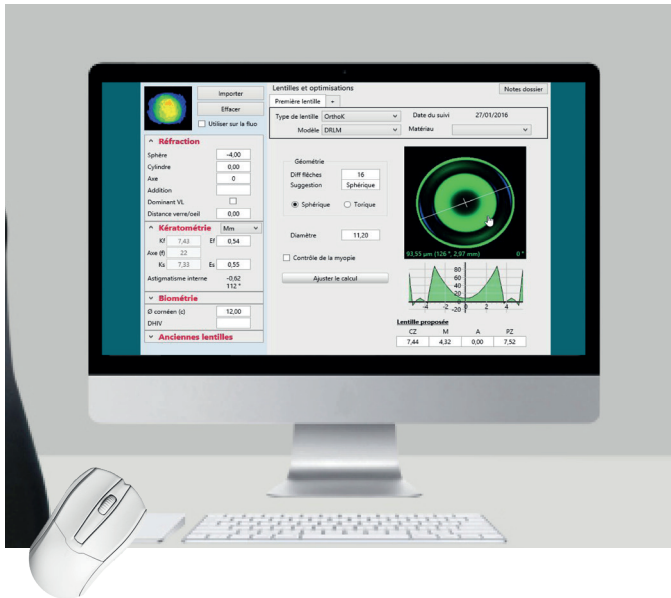 Importer
Effacer
Utiliser sur la fluo
Réfraction
Sphère -4,00
Cylindre 0,00
Axe 0
Addition
Dominant VL
Distance verre/oeil 0,00
Kératométrie Mm
Kf 7,43 Ef 0,54
Axe (f) 22
Ks 7,33 Es 0,55
Astigmatisme interne -0,62
112 °
Biométrie
Ø cornéen (c) 12,00
DHIV
Anciennes lentilles
Lentilles et optimisations
Notes dossier
Première lentille +
Type de lentille OrthoK Date du suivi 27/01/2016
Modèle DRLM Matériau
Géométrie
Diff flèches 16
Suggestion Sphérique
Sphérique Torique
Diamètre 11,20
Contrôle de la myopie
Ajuster le calcul
93,55 µm (126 °, 2,97 mm) 0 °
80
60
40
20
-4 -2 0 2 4
-20
Lentille proposée
CZ M A PZ
7,44 4,32 0,00 7,52